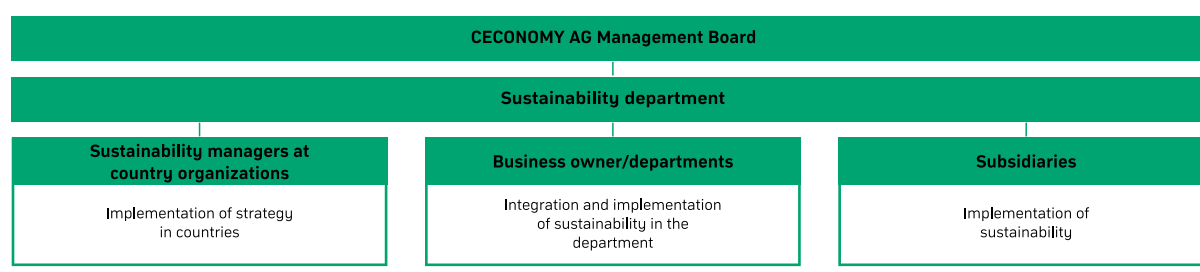 CECONOMY AG Management Board
Sustainability department
Sustainability managers at
country organizations
Implementation of strategy
in countries
Business owner/departments
Integration and implementation
of sustainability in the
department
Subsidiaries
Implementation of
sustainability